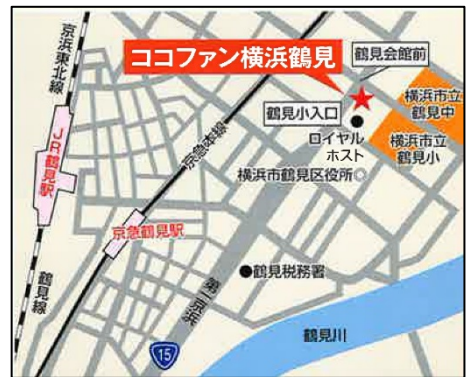 京浜東北線
ココファン横浜鶴見
鶴見会館前
横浜市立
鶴見中
鶴見小入口
ロイヤル
ホスト
横浜市立
鶴見小
JR鶴見駅
京急本線
横浜市鶴見区役所
京急鶴見駅
鶴見税務署
鶴見線
第二京浜
鶴見川
15